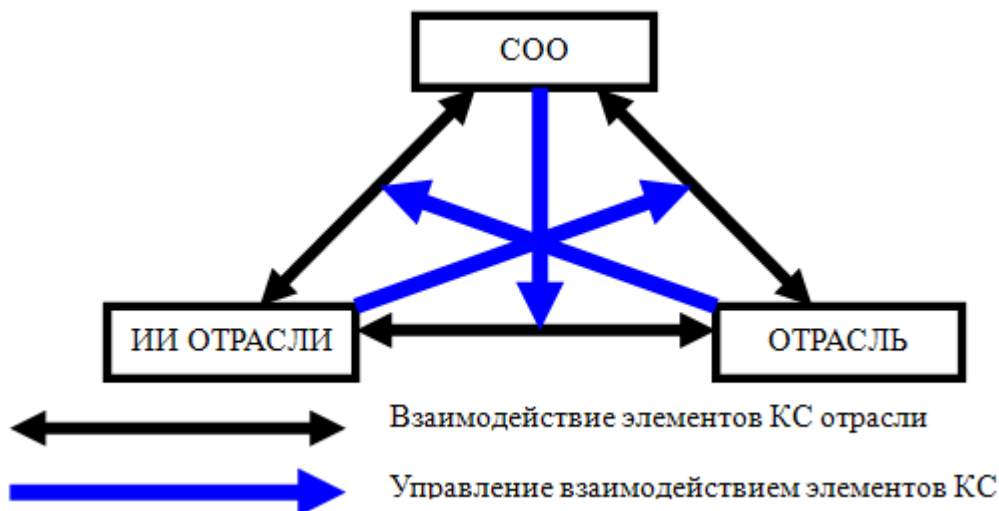 СОО
ИИ ОТРАСЛИ
ОТРАСЛЬ
Взаимодействие элементов КС отрасли
Управление взаимодействием элементов КС